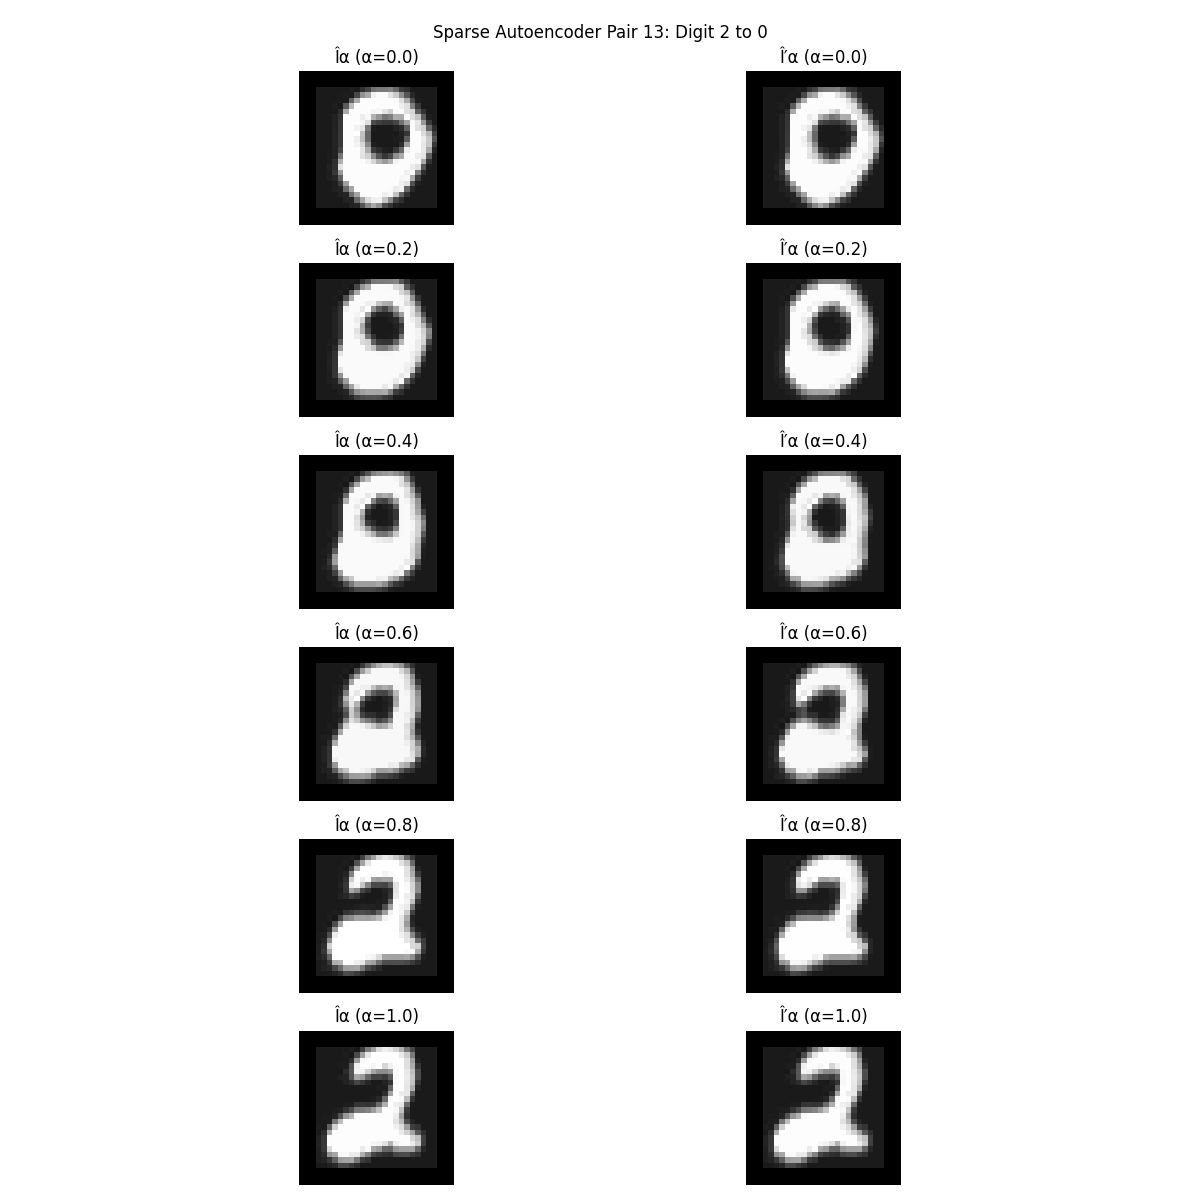 Sparse Autoencoder Pair 13: Digit 2 to 0
Îα (α=0.0) Î′α (α=0.0)
Îα (α=0.2) Î′α (α=0.2)
Îα (α=0.4) Î′α (α=0.4)
Îα (α=0.6) Î′α (α=0.6)
Îα (α=0.8) Î′α (α=0.8)
Îα (α=1.0) Î′α (α=1.0)